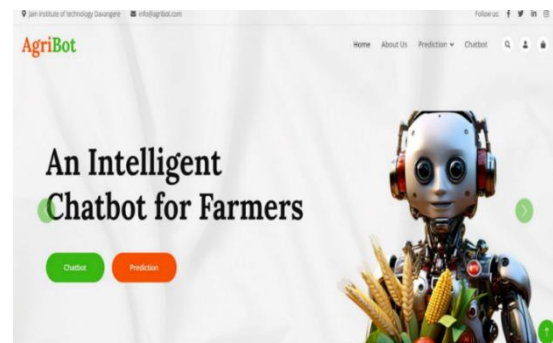 Jain institute of technology Davangere info@agribot.com Follow us:
AgriBot Home About Us Prediction Chatbot
An Intelligent
Chatbot for Farmers
Chatbot Prediction